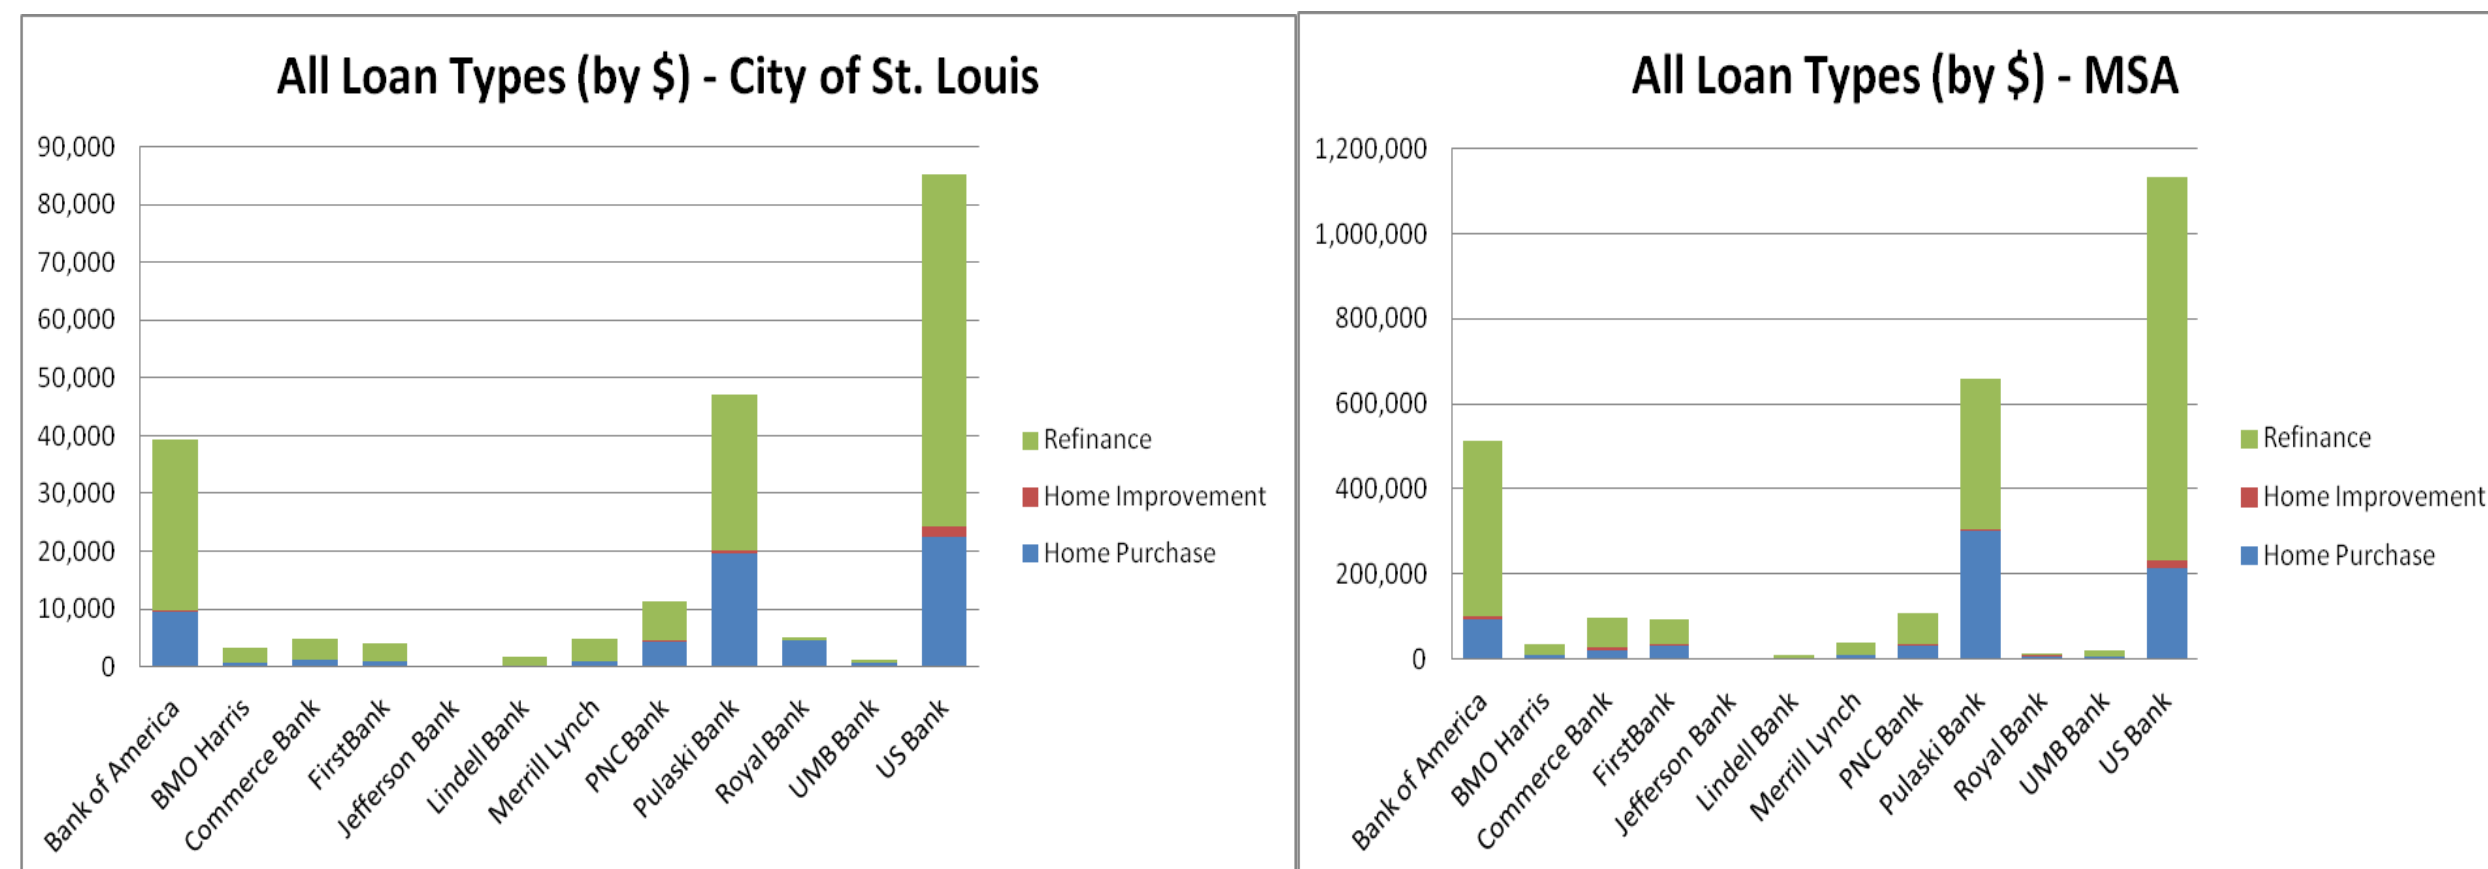 All Loan Types (by $) - City of St. Louis
90,000
80,000
70,000
60,000
50,000
40,000
30,000
20,000
10,000
0
Bank of America
BMO Harris
Commerce Bank
FirstBank
Jefferson Bank
Lindell Bank
Merrill Lynch
PNC Bank
Pulaski Bank
Royal Bank
UMB Bank
US Bank
Refinance
Home Improvement
Home Purchase
All Loan Types (by $) - MSA
1,200,000
1,000,000
800,000
600,000
400,000
200,000
0
Bank of America
BMO Harris
Commerce Bank
FirstBank
Jefferson Bank
Lindell Bank
Merrill Lynch
PNC Bank
Pulaski Bank
Royal Bank
UMB Bank
US Bank
Refinance
Home Improvement
Home Purchase